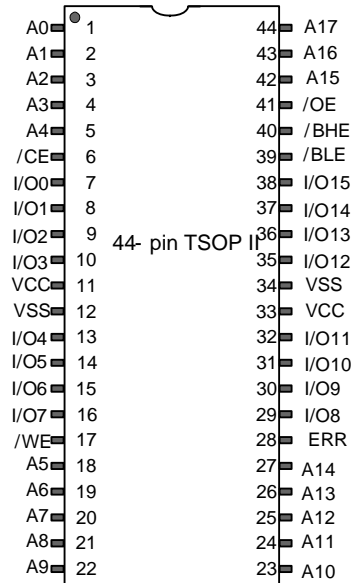 A0 1 44 A17
A1 2 43 A16
A2 3 42 A15
A3 4 41 /OE
A4 5 40 /BHE
/CE 6 39 /BLE
I/O0 7 38 I/O15
I/O1 8 37 I/O14
I/O2 9 36 I/O13
44- pin TSOP II
I/O3 10 35 I/O12
VCC 11 34 VSS
VSS 12 33 VCC
I/O4 13 32 I/O11
I/O5 14 31 I/O10
I/O6 15 30 I/O9
I/O7 16 29 I/O8
/WE 17 28 ERR
A5 18 27 A14
A6 19 26 A13
A7 20 25 A12
A8 21 24 A11
A9 22 23 A10